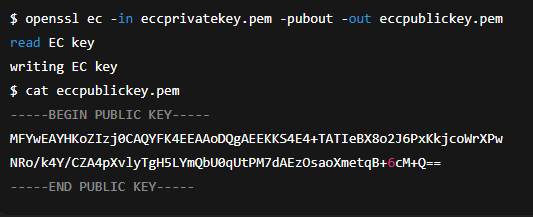 $ openssl ec -in eccprivatekey.pem -pubout -out eccpublickey.pem
read EC key
writing EC key
$ cat eccpublickey.pem
-----BEGIN PUBLIC KEY-----
MFYwEAYHKoZIzj0CAQYFK4EEAAoDQgAEEKKS4E4+TATIeBX8o2J6PxKkjcoWrXPw
NRo/k4Y/CZA4pXvlyTgH5LYmQbU0qUtPM7dAEzOsaoXmetqB+6cM+Q==
-----END PUBLIC KEY-----